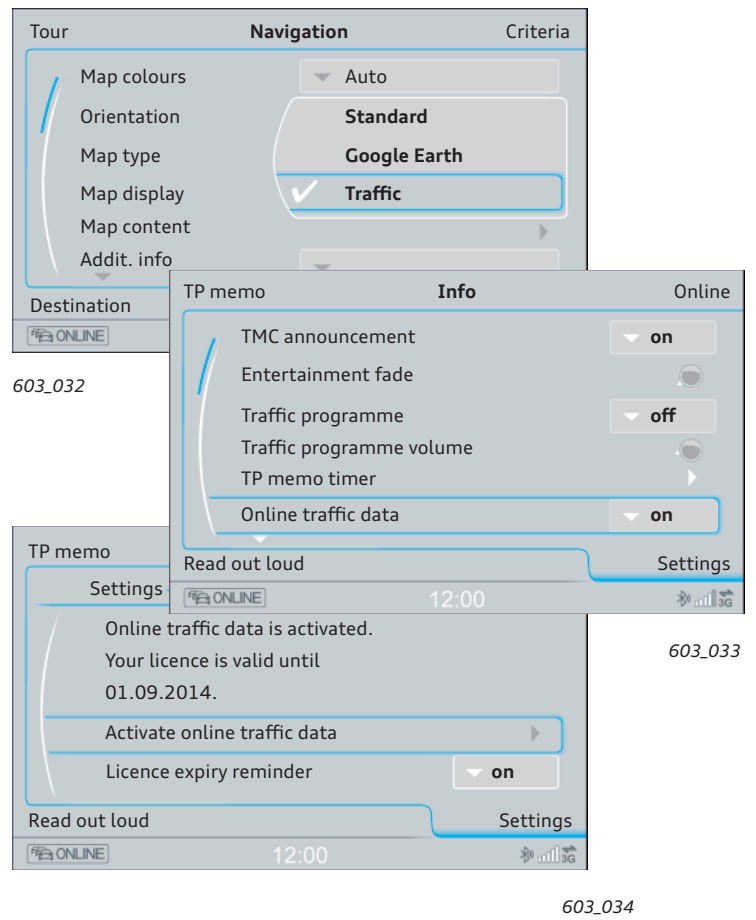 Tour Navigation Criteria
Map colours Auto
Orientation Standard
Map type Google Earth
Map display Traffic
Map content
Addit. info
Destination
ONLINE
603_032
TP memo Info Online
TMC announcement on
Entertainment fade
Traffic programme off
Traffic programme volume
TP memo timer
Online traffic data on
Read out loud Settings
ONLINE 12:00 3G
603_033
TP memo
Settings
Online traffic data is activated.
Your licence is valid until
01.09.2014.
Activate online traffic data
Licence expiry reminder on
Read out loud Settings
ONLINE 12:00 3G
603_034